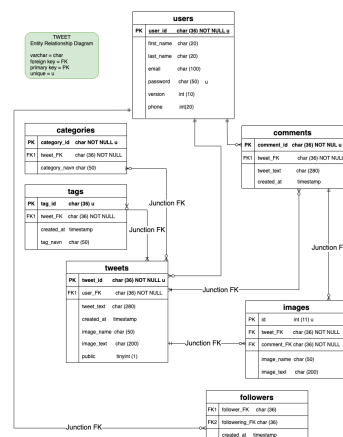 TWEET
Entity Relationship Diagram
varchar = char
foreign key = FK
primary key = PK
unique = u
users
PK user_id char (36) NOT NULL u
first_name char (20)
last_name char (20)
email char (100)
password char (50) u
version int (10)
phone int(20)
categories
PK category_id char NOT NULL u
FK1 tweet_FK char (36) NOT NULL
category_navn char (50)
comments
PK comment_id char (36) NOT NUL u
FK1 tweet_FK char (36) NOT NULL
tweet_text char (280)
created_at timestamp
tags
PK tag_id char (36) u
FK1 tweet_FK char (36) NOT NULL
created_at timestamp
tag_navn char (50)
Junction FK
Junction FK
Junction FK
Junction F
tweets
PK tweet_id char (36) NOT NULL u
FK1 user_FK char (36) NOT NULL
tweet_text char (280)
created_at timestamp
image_name char (50)
image_text char (200)
public tinyint (1)
Junction FK
Junction FK
images
PK id int (11) u
FK tweet_FK char (36) NOT NULL
FK comment_FK char (36) NOT NULL
image_name char (50)
image_text char (200)
followers
FK1 follower_FK char (36)
FK2 followering_FK char (36)
created_at timestamp
Junction FK